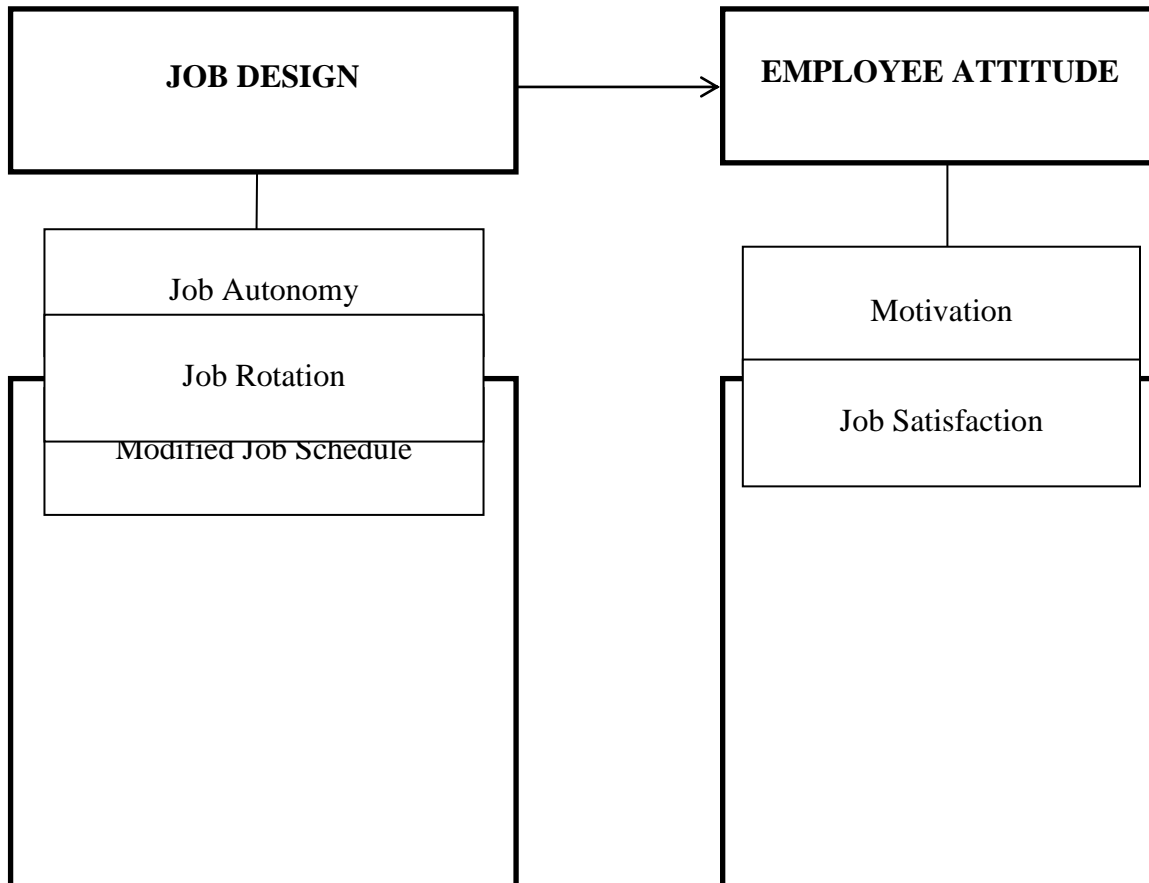 JOB DESIGN
EMPLOYEE ATTITUDE
Job Autonomy
Job Rotation
Modified Job Schedule
Motivation
Job Satisfaction